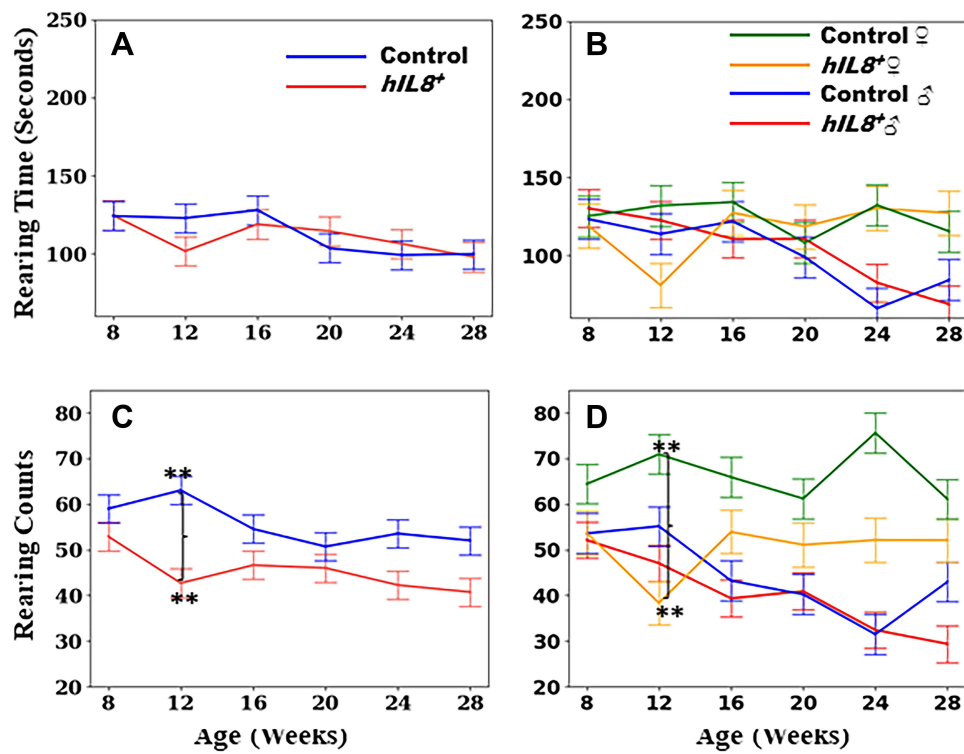 A
Control
hIL8+
Rearing Time (Seconds)
250
200
150
100
8 12 16 20 24 28
B
Control ♀
hIL8+♀
Control ♂
hIL8+♂
250
200
150
100
8 12 16 20 24 28
C
**
**
Rearing Counts
80
70
60
50
40
30
20
8 12 16 20 24 28
Age (Weeks)
D
**
**
80
70
60
50
40
30
20
8 12 16 20 24 28
Age (Weeks)